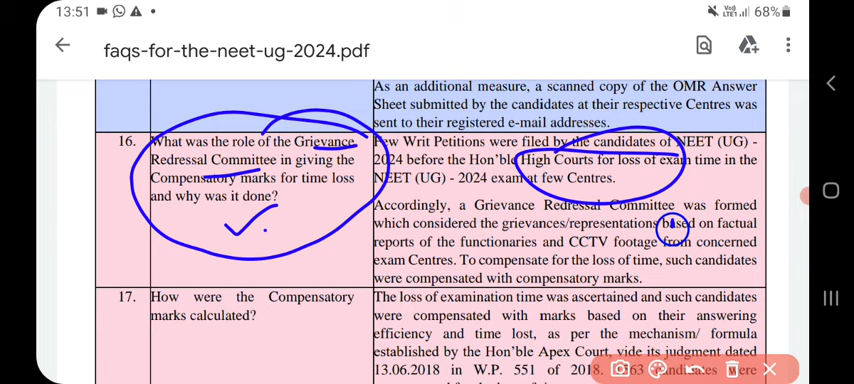 13:51
Vo))
LTE1
68%
faqs-for-the-neet-ug-2024.pdf
As an additional measure, a scanned copy of the OMR Answer
Sheet submitted by the candidates at their respective Centres was
sent to their registered e-mail addresses.
16.
What was the role of the Grievance
Redressal Committee in giving the
Compensatory marks for time loss
and why was it done?
Few Writ Petitions were filed by the candidates of NEET (UG) -
2024 before the Hon'ble High Courts for loss of exam time in the
NEET (UG) - 2024 exam at few Centres.
Accordingly, a Grievance Redressal Committee was formed
which considered the grievances/representations based on factual
reports of the functionaries and CCTV footage from concerned
exam Centres. To compensate for the loss of time, such candidates
were compensated with compensatory marks.
17.
How were the Compensatory
marks calculated?
The loss of examination time was ascertained and such candidates
were compensated with marks based on their answering
efficiency and time lost, as per the mechanism/ formula
established by the Hon'ble Apex Court, vide its judgment dated
13.06.2018 in W.P. 551 of 2018. candidates were